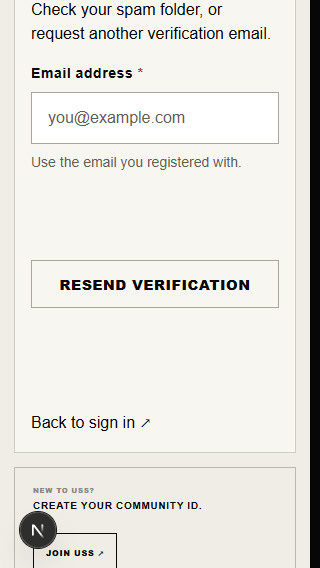 Check your spam folder, or
request another verification email.
Email address *
you@example.com
Use the email you registered with.
RESEND VERIFICATION
Back to sign in ↗
NEW TO USS?
CREATE YOUR COMMUNITY ID.
N
JOIN USS ↗